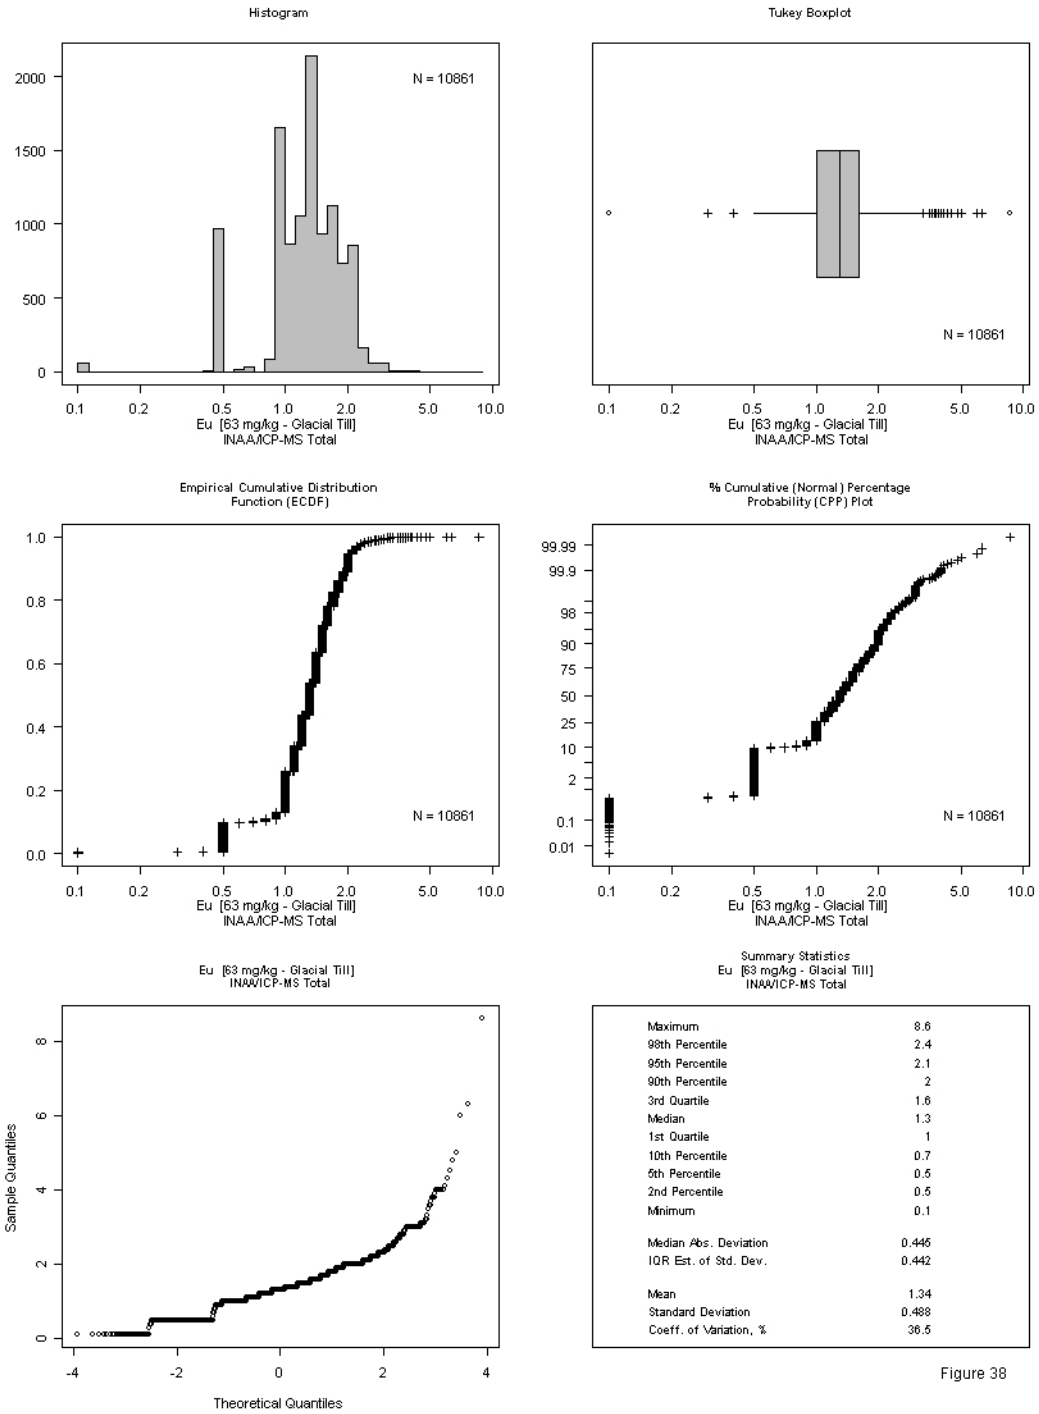 Histogram
N = 10861
2000
1500
1000
500
0
0.1 0.2 0.5 1.0 2.0 5.0 10.0
Eu [63 mg/kg - Glacial Till]
INAA/ICP-MS Total
Tukey Boxplot
N = 10861
0.1 0.2 0.5 1.0 2.0 5.0 10.0
Eu [63 mg/kg - Glacial Till]
INAA/ICP-MS Total
Empirical Cumulative Distribution
Function (ECDF)
1.0
0.8
0.6
0.4
0.2
0.0
N = 10861
0.1 0.2 0.5 1.0 2.0 5.0 10.0
Eu [63 mg/kg - Glacial Till]
INAA/ICP-MS Total
% Cumulative (Normal) Percentage
Probability (CPP) Plot
99.99
99.9
98
90
75
50
25
10
2
0.1
0.01
N = 10861
0.1 0.2 0.5 1.0 2.0 5.0 10.0
Eu [63 mg/kg - Glacial Till]
INAA/ICP-MS Total
Eu [63 mg/kg - Glacial Till]
INAA/ICP-MS Total
Sample Quantiles
8
6
4
2
0
-4 -2 0 2 4
Theoretical Quantiles
Summary Statistics
Eu [63 mg/kg - Glacial Till]
INAA/ICP-MS Total
Maximum 8.6
98th Percentile 2.4
95th Percentile 2.1
90th Percentile 2
3rd Quartile 1.6
Median 1.3
1st Quartile 1
10th Percentile 0.7
5th Percentile 0.5
2nd Percentile 0.5
Minimum 0.1
Median Abs. Deviation 0.445
IQR Est. of Std. Dev. 0.442
Mean 1.34
Standard Deviation 0.488
Coeff. of Variation, % 36.5
Figure 38